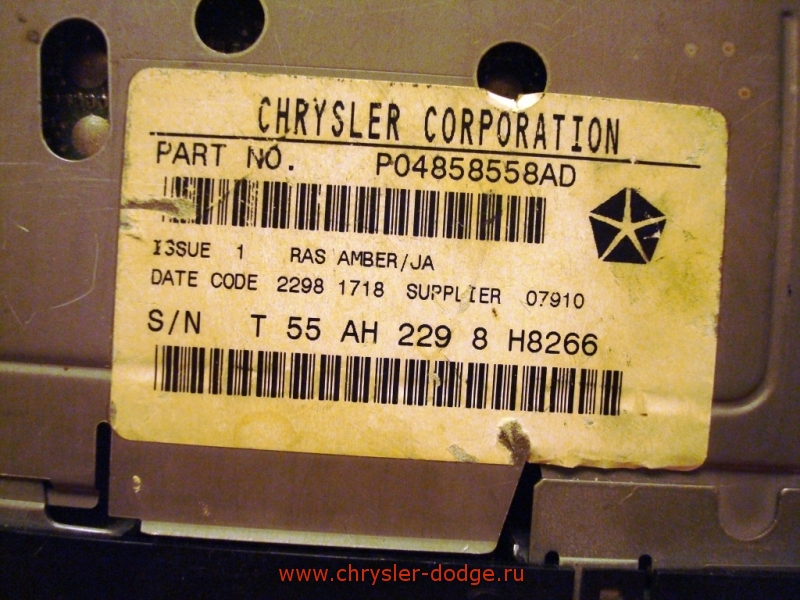 CHRYSLER CORPORATION
PART NO. P04858558AD
ISSUE 1 RAS AMBER/JA
DATE CODE 2298 1718 SUPPLIER 07910
S/N T 55 AH 229 8 H8266
www.chrysler-dodge.ru